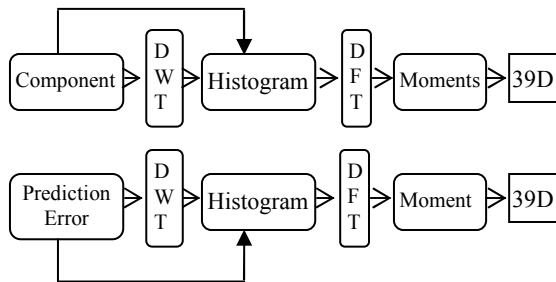 Component
D
W
T
Histogram
D
F
T
Moments
39D
Prediction
Error
D
W
T
Histogram
D
F
T
Moment
39D